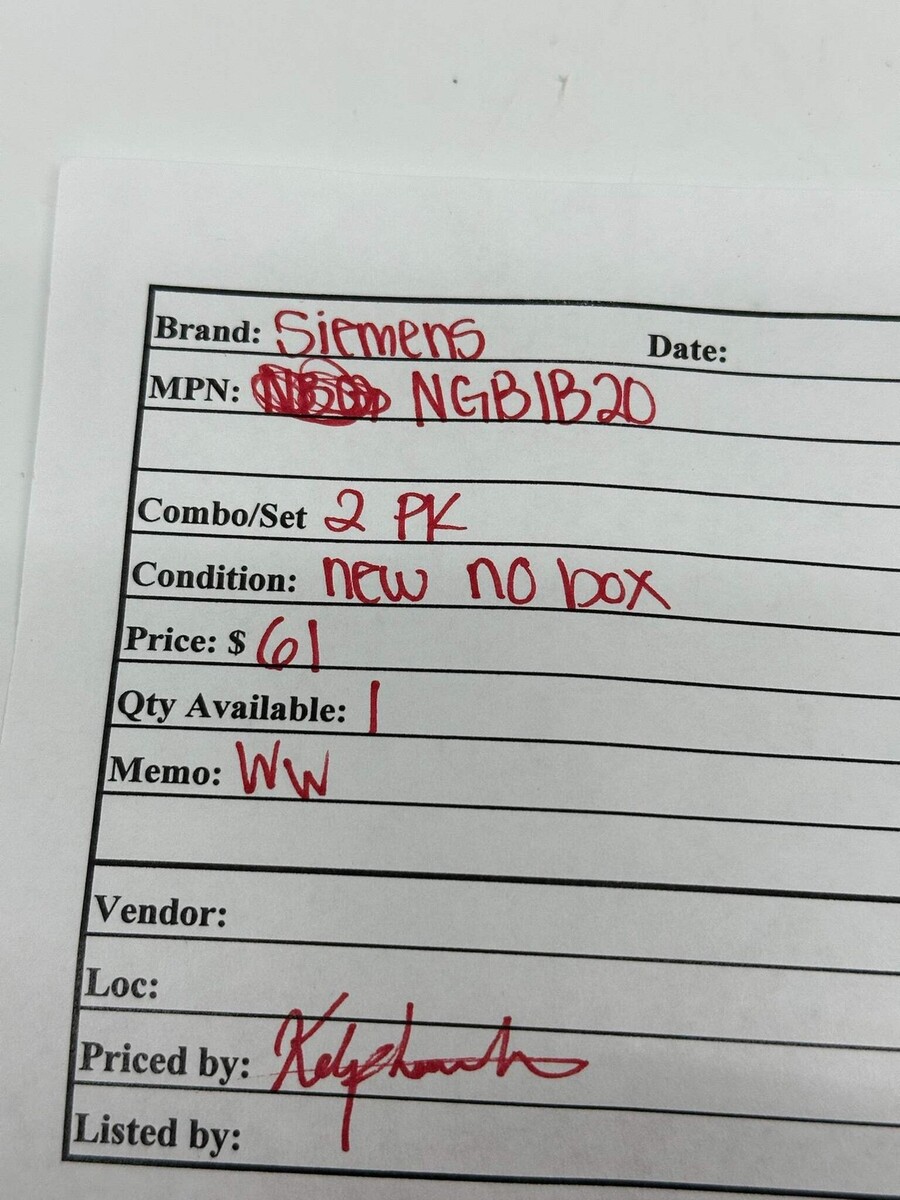 Brand: Siemens Date:
MPN: NGB1B20
Combo/Set 2 PK
Condition: new no box
Price: $ 61
Qty Available: 1
Memo: WW
Vendor:
Loc:
Priced by:
Listed by: